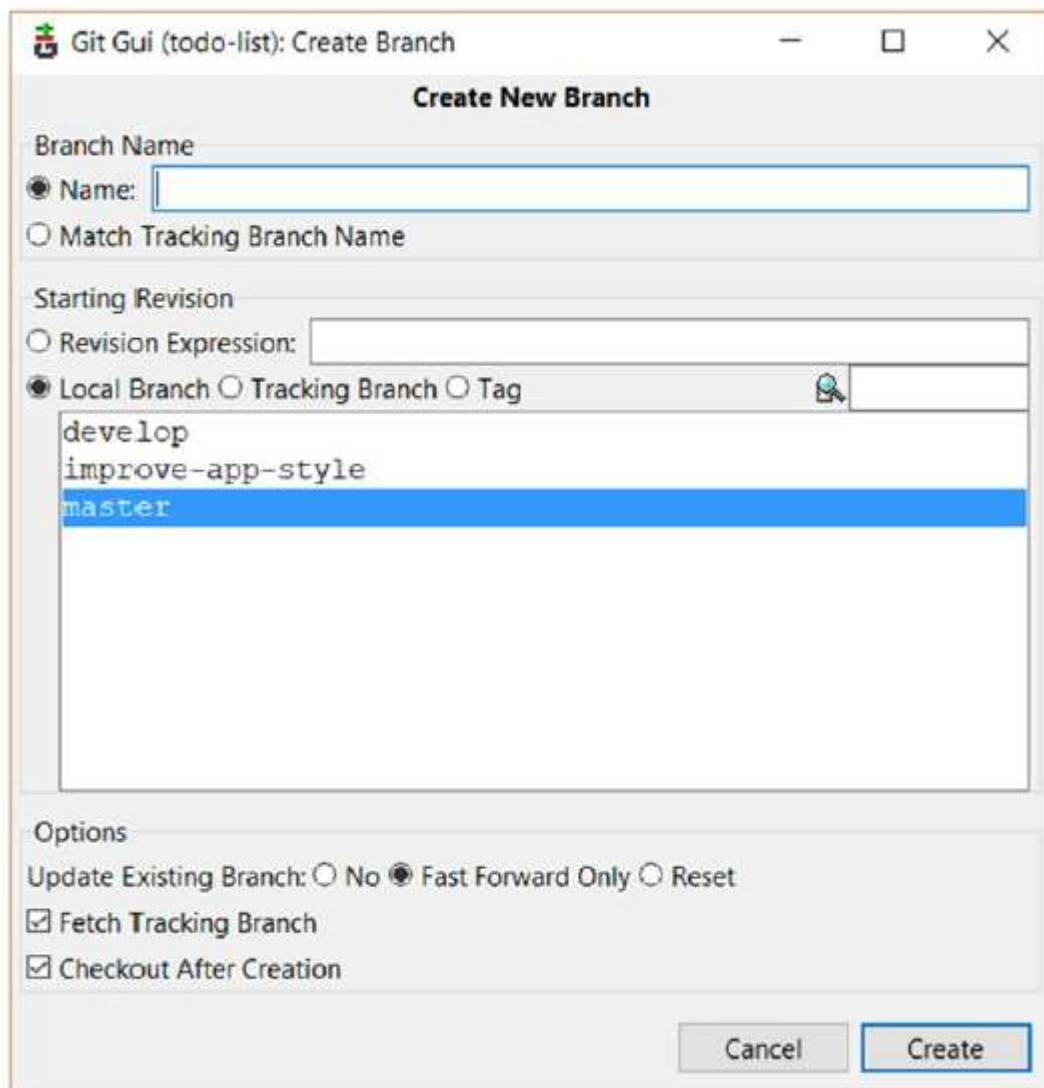 Git Gui (todo-list): Create Branch
Create New Branch
Branch Name
Name:
Match Tracking Branch Name
Starting Revision
Revision Expression:
Local Branch Tracking Branch Tag
develop
improve-app-style
master
Options
Update Existing Branch: No Fast Forward Only Reset
Fetch Tracking Branch
Checkout After Creation
Cancel Create